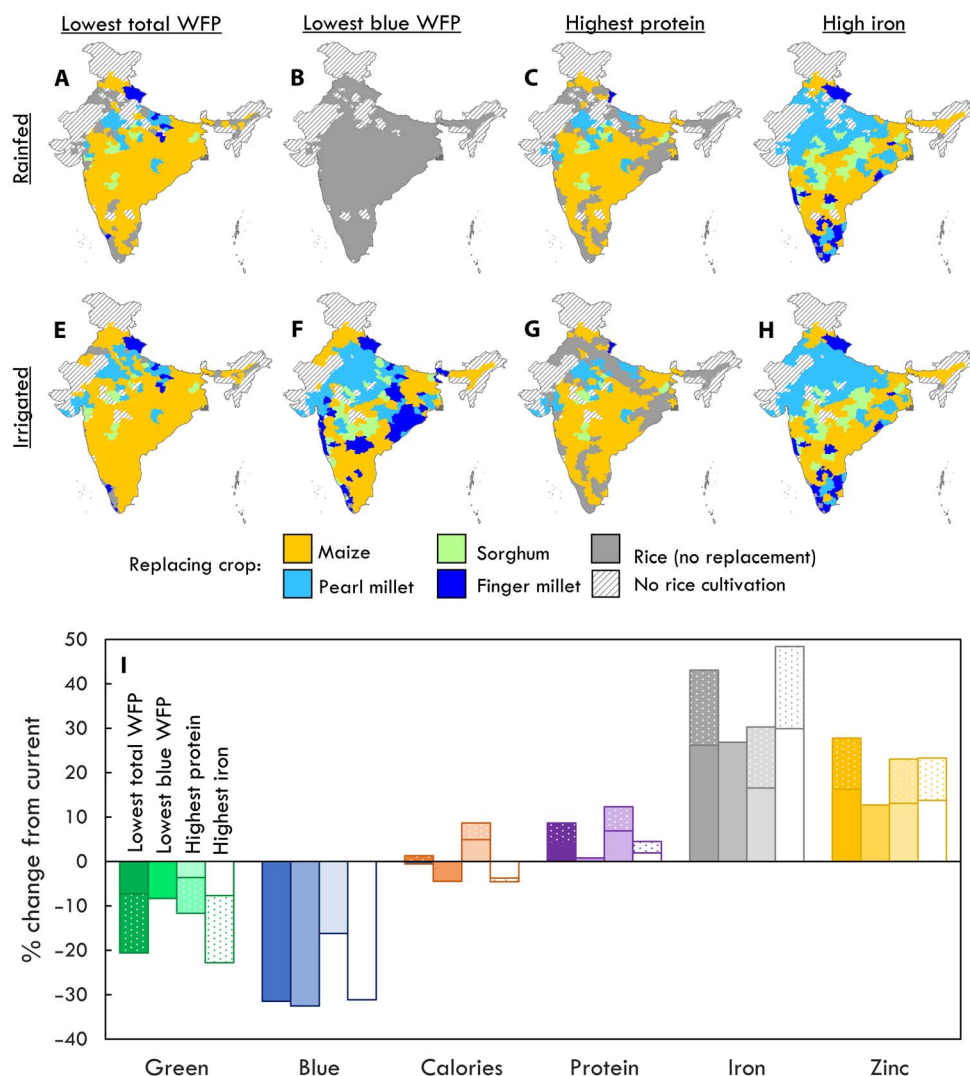 Lowest total WFP Lowest blue WFP Highest protein High iron
Rainfed
A B C D
Irrigated
E F G H
Replacing crop:
Maize Sorghum Rice (no replacement)
Pearl millet Finger millet No rice cultivation
I
% change from current
50
40
30
20
10
0
−10
−20
−30
−40
Lowest total WFP
Lowest blue WFP
Highest protein
Highest iron
Green Blue Calories Protein Iron Zinc